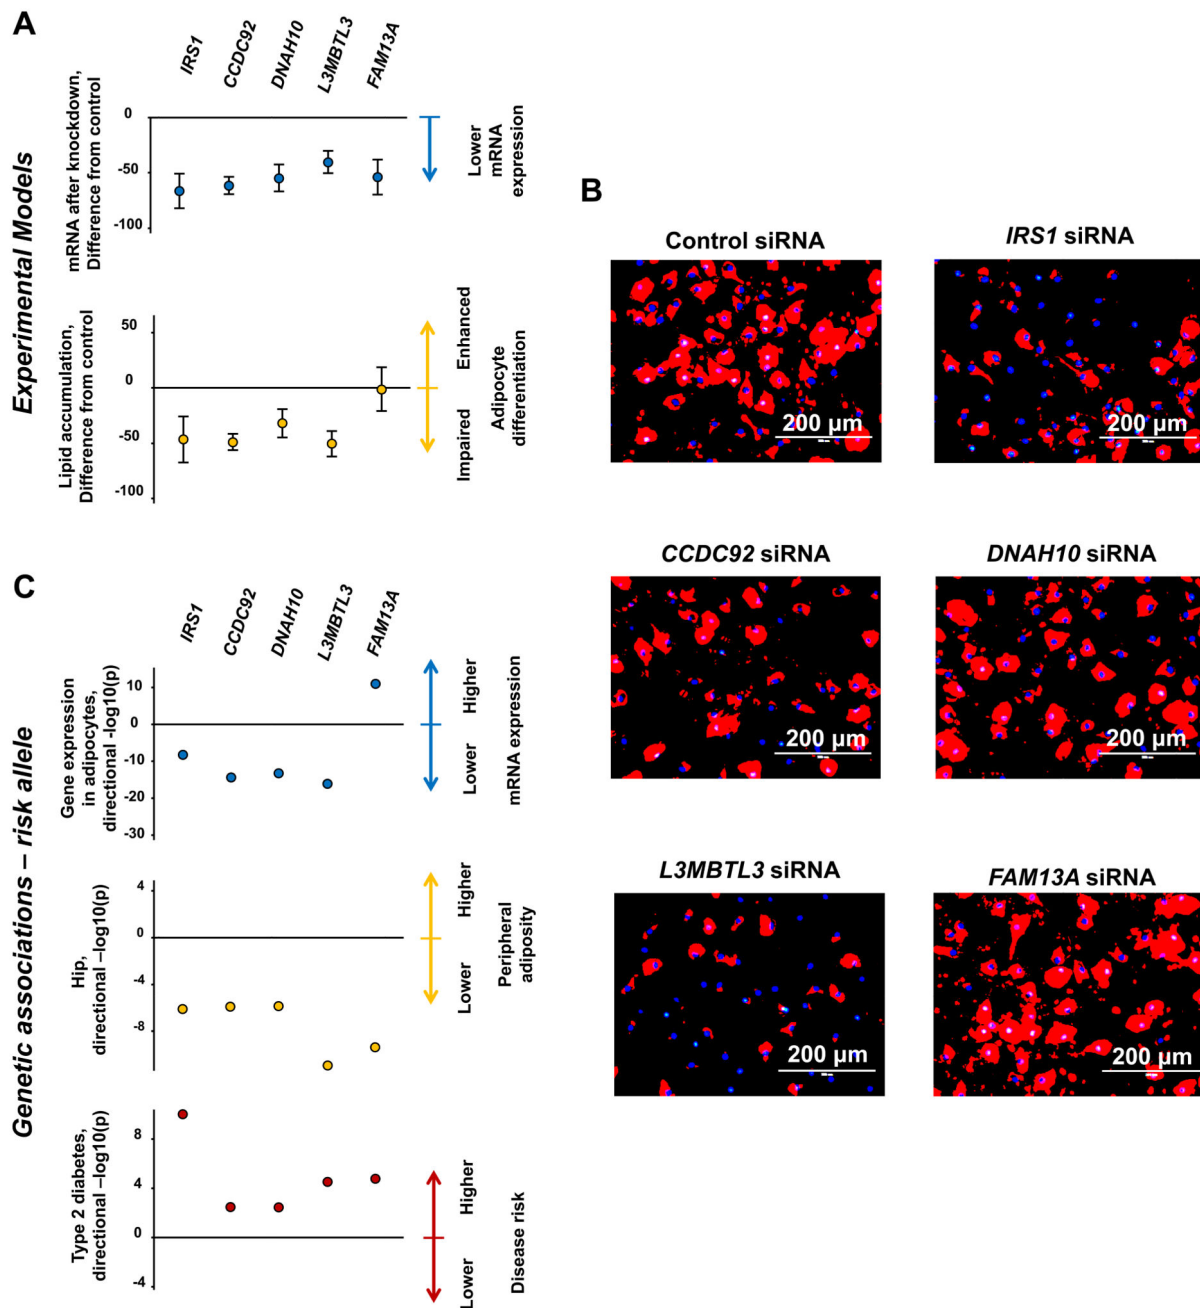 A
IRS1
CCDC92
DNAH10
L3MBTL3
FAM13A
Experimental Models
mRNA after knockdown,
Difference from control
0
-50
-100
Lower
mRNA
expression
Lipid accumulation,
Difference from control
50
0
-50
-100
Enhanced
Impaired
Adipocyte
differentiation
B
Control siRNA
200 µm
IRS1 siRNA
200 µm
CCDC92 siRNA
200 µm
DNAH10 siRNA
200 µm
L3MBTL3 siRNA
200 µm
FAM13A siRNA
200 µm
C
IRS1
CCDC92
DNAH10
L3MBTL3
FAM13A
Genetic associations – risk allele
Gene expression
in adipocytes,
directional -log10(p)
10
0
-10
-20
-30
Higher
Lower
mRNA expression
Hip,
directional –log10(p)
4
0
-4
-8
Higher
Lower
Peripheral
adiposity
Type 2 diabetes,
directional –log10(p)
8
4
0
-4
Higher
Lower
Disease risk